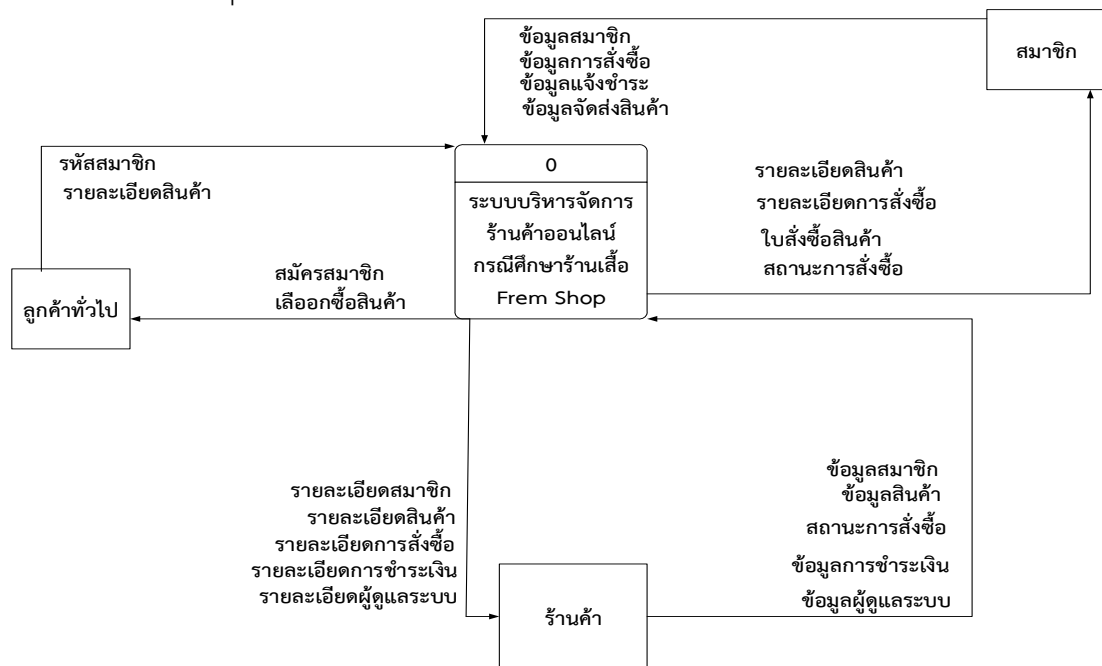 ข้อมูลสมาชิก
ข้อมูลการสั่งซื้อ
ข้อมูลแจ้งชำระ
ข้อมูลจัดส่งสินค้า
สมาชิก
รหัสสมาชิก
รายละเอียดสินค้า
0
ระบบบริหารจัดการ
ร้านค้าออนไลน์
กรณีศึกษาร้านเสื้อ
Frem Shop
รายละเอียดสินค้า
รายละเอียดการสั่งซื้อ
ใบสั่งซื้อสินค้า
สถานะการสั่งซื้อ
สมัครสมาชิก
เลืออกซื้อสินค้า
ลูกค้าทั่วไป
รายละเอียดสมาชิก
รายละเอียดสินค้า
รายละเอียดการสั่งซื้อ
รายละเอียดการชำระเงิน
รายละเอียดผู้ดูแลระบบ
ร้านค้า
ข้อมูลสมาชิก
ข้อมูลสินค้า
สถานะการสั่งซื้อ
ข้อมูลการชำระเงิน
ข้อมูลผู้ดูแลระบบ